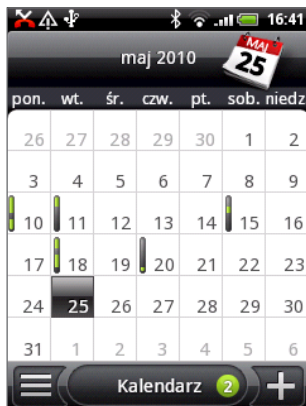 16:41
maj 2010
MAJ
25
pon. wt. śr. czw. pt. sob. niedz
26 27 28 29 30 1 2
3 4 5 6 7 8 9
10 11 12 13 14 15 16
17 18 19 20 21 22 23
24 25 26 27 28 29 30
31 1 2 3 4 5 6
Kalendarz 2